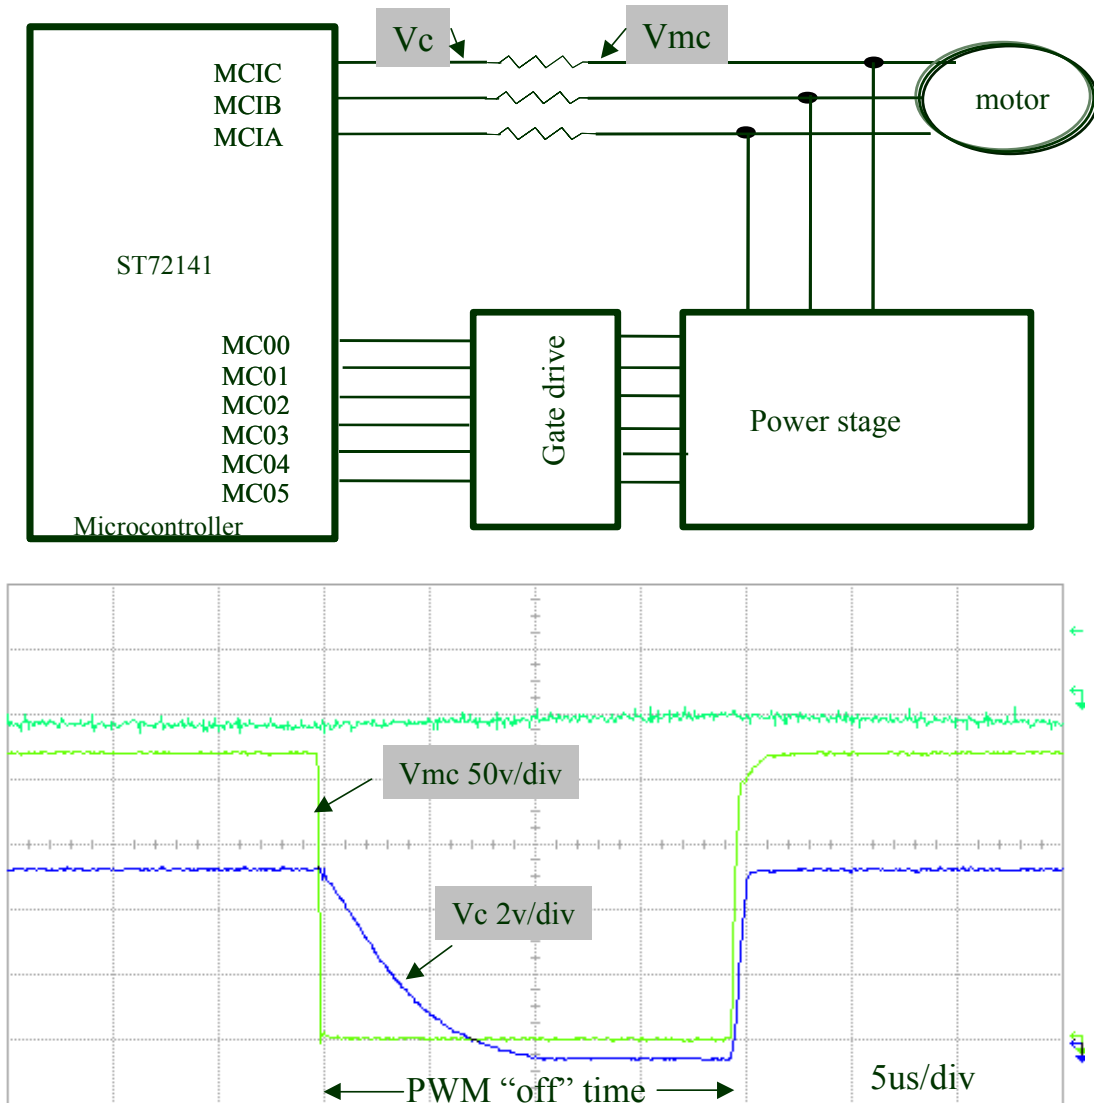 Vc
Vmc
MCIC
MCIB
MCIA
motor
ST72141
MC00
MC01
MC02
MC03
MC04
MC05
Gate drive
Power stage
Microcontroller
Vmc 50v/div
Vc 2v/div
PWM “off” time
5us/div